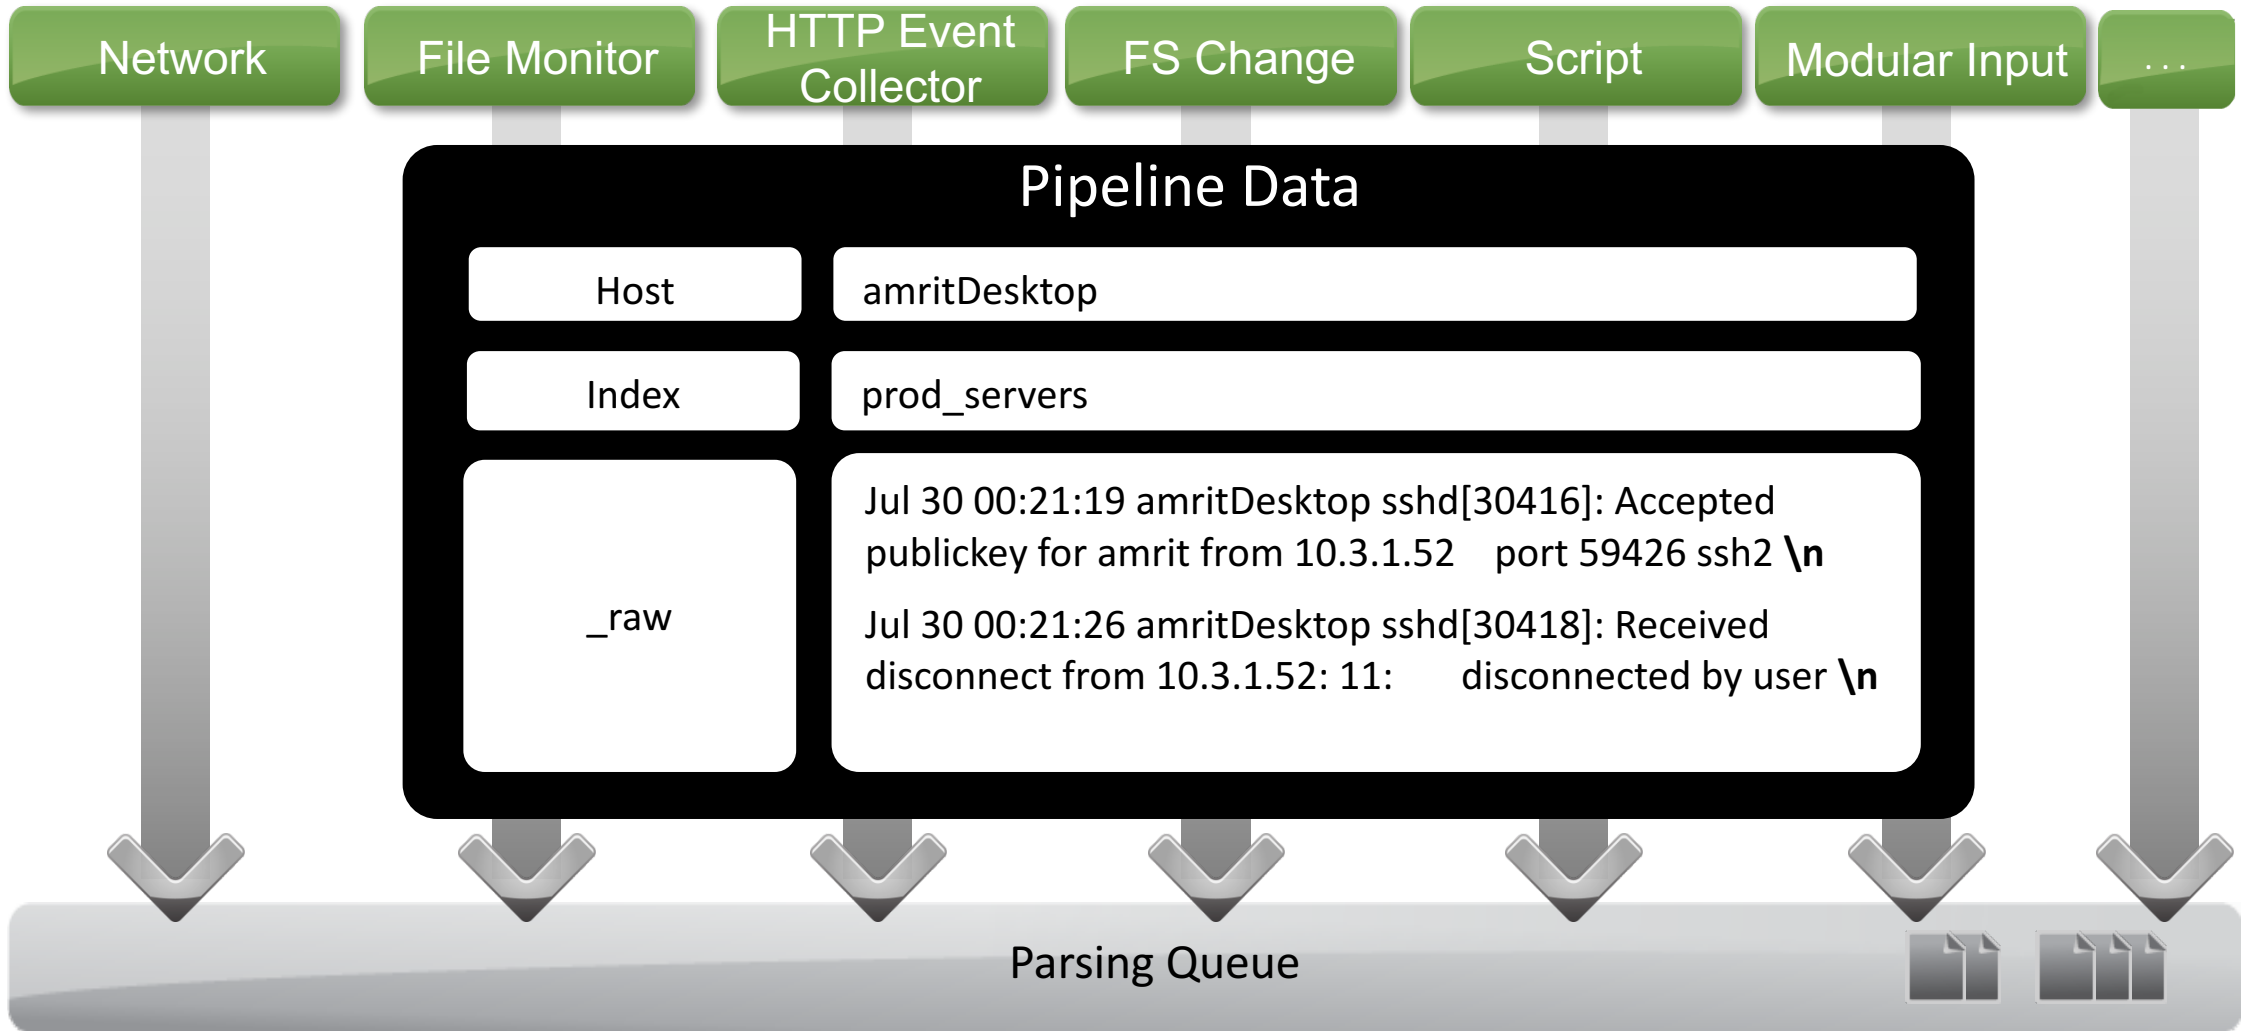 Network
File Monitor
HTTP Event
Collector
FS Change
Script
Modular Input
...
Pipeline Data
Host
amritDesktop
Index
prod_servers
_raw
Jul 30 00:21:19 amritDesktop sshd[30416]: Accepted
publickey for amrit from 10.3.1.52    port 59426 ssh2 \n
Jul 30 00:21:26 amritDesktop sshd[30418]: Received
disconnect from 10.3.1.52: 11:    disconnected by user \n
Parsing Queue